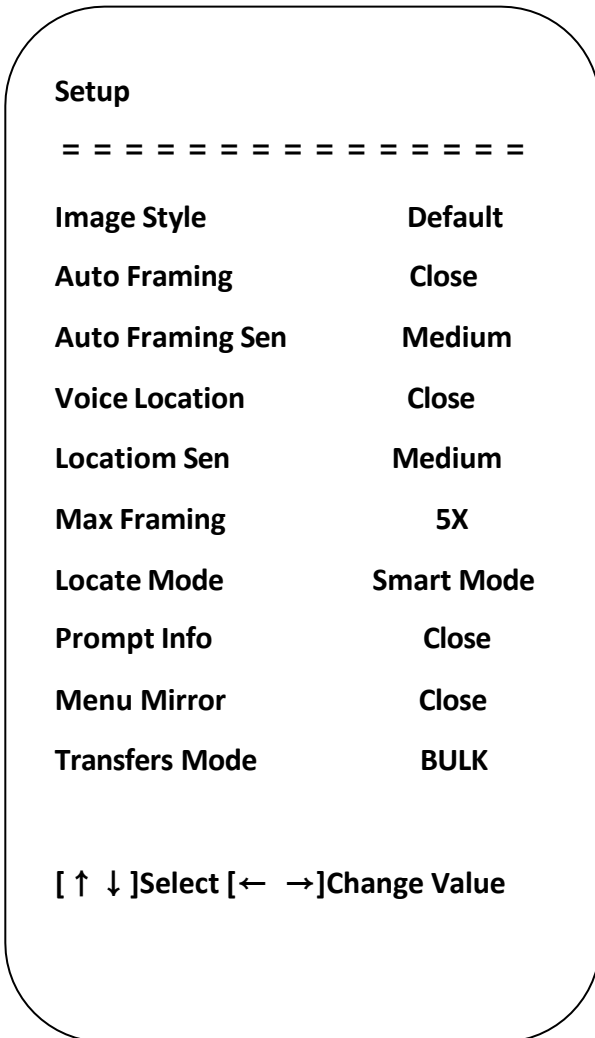 Setup
= = = = = = = = = = = = = = =
Image Style Default
Auto Framing Close
Auto Framing Sen Medium
Voice Location Close
Locatiom Sen Medium
Max Framing 5X
Locate Mode Smart Mode
Prompt Info Close
Menu Mirror Close
Transfers Mode BULK
[ ↑ ↓ ]Select [← →]Change Value